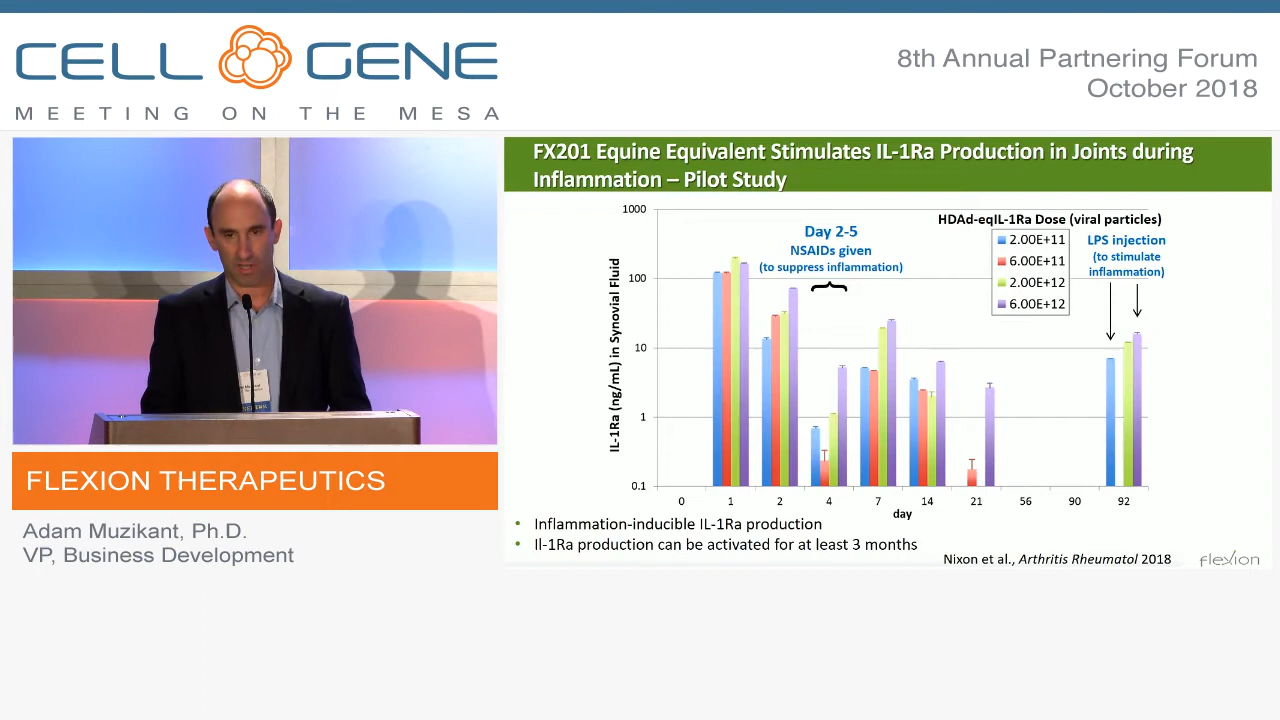 CELL GENE
MEETING ON THE MESA
8th Annual Partnering Forum
October 2018
FX201 Equine Equivalent Stimulates IL-1Ra Production in Joints during
Inflammation – Pilot Study
HDAd-eqIL-1Ra Dose (viral particles)
2.00E+11
6.00E+11
2.00E+12
6.00E+12
Day 2-5
NSAIDs given
(to suppress inflammation)
LPS injection
(to stimulate
inflammation)
IL-1Ra (ng/mL) in Synovial Fluid
1000
100
10
1
0.1
0 1 2 4 7 14 21 56 90 92
day
• Inflammation-inducible IL-1Ra production
• Il-1Ra production can be activated for at least 3 months
Nixon et al., Arthritis Rheumatol 2018
flexion
FLEXION THERAPEUTICS
Adam Muzikant, Ph.D.
VP, Business Development